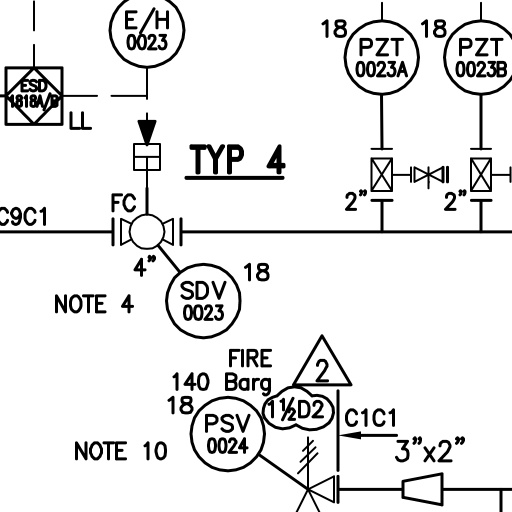 E/H
0023
18
PZT
0023A
18
PZT
0023B
ESD
1818A/B
LL
TYP 4
2"
2"
FC
C9C1
4"
18
SDV
0023
NOTE 4
FIRE
140 Barg
2
18
PSV
0024
1½D2
C1C1
3"x2"
NOTE 10